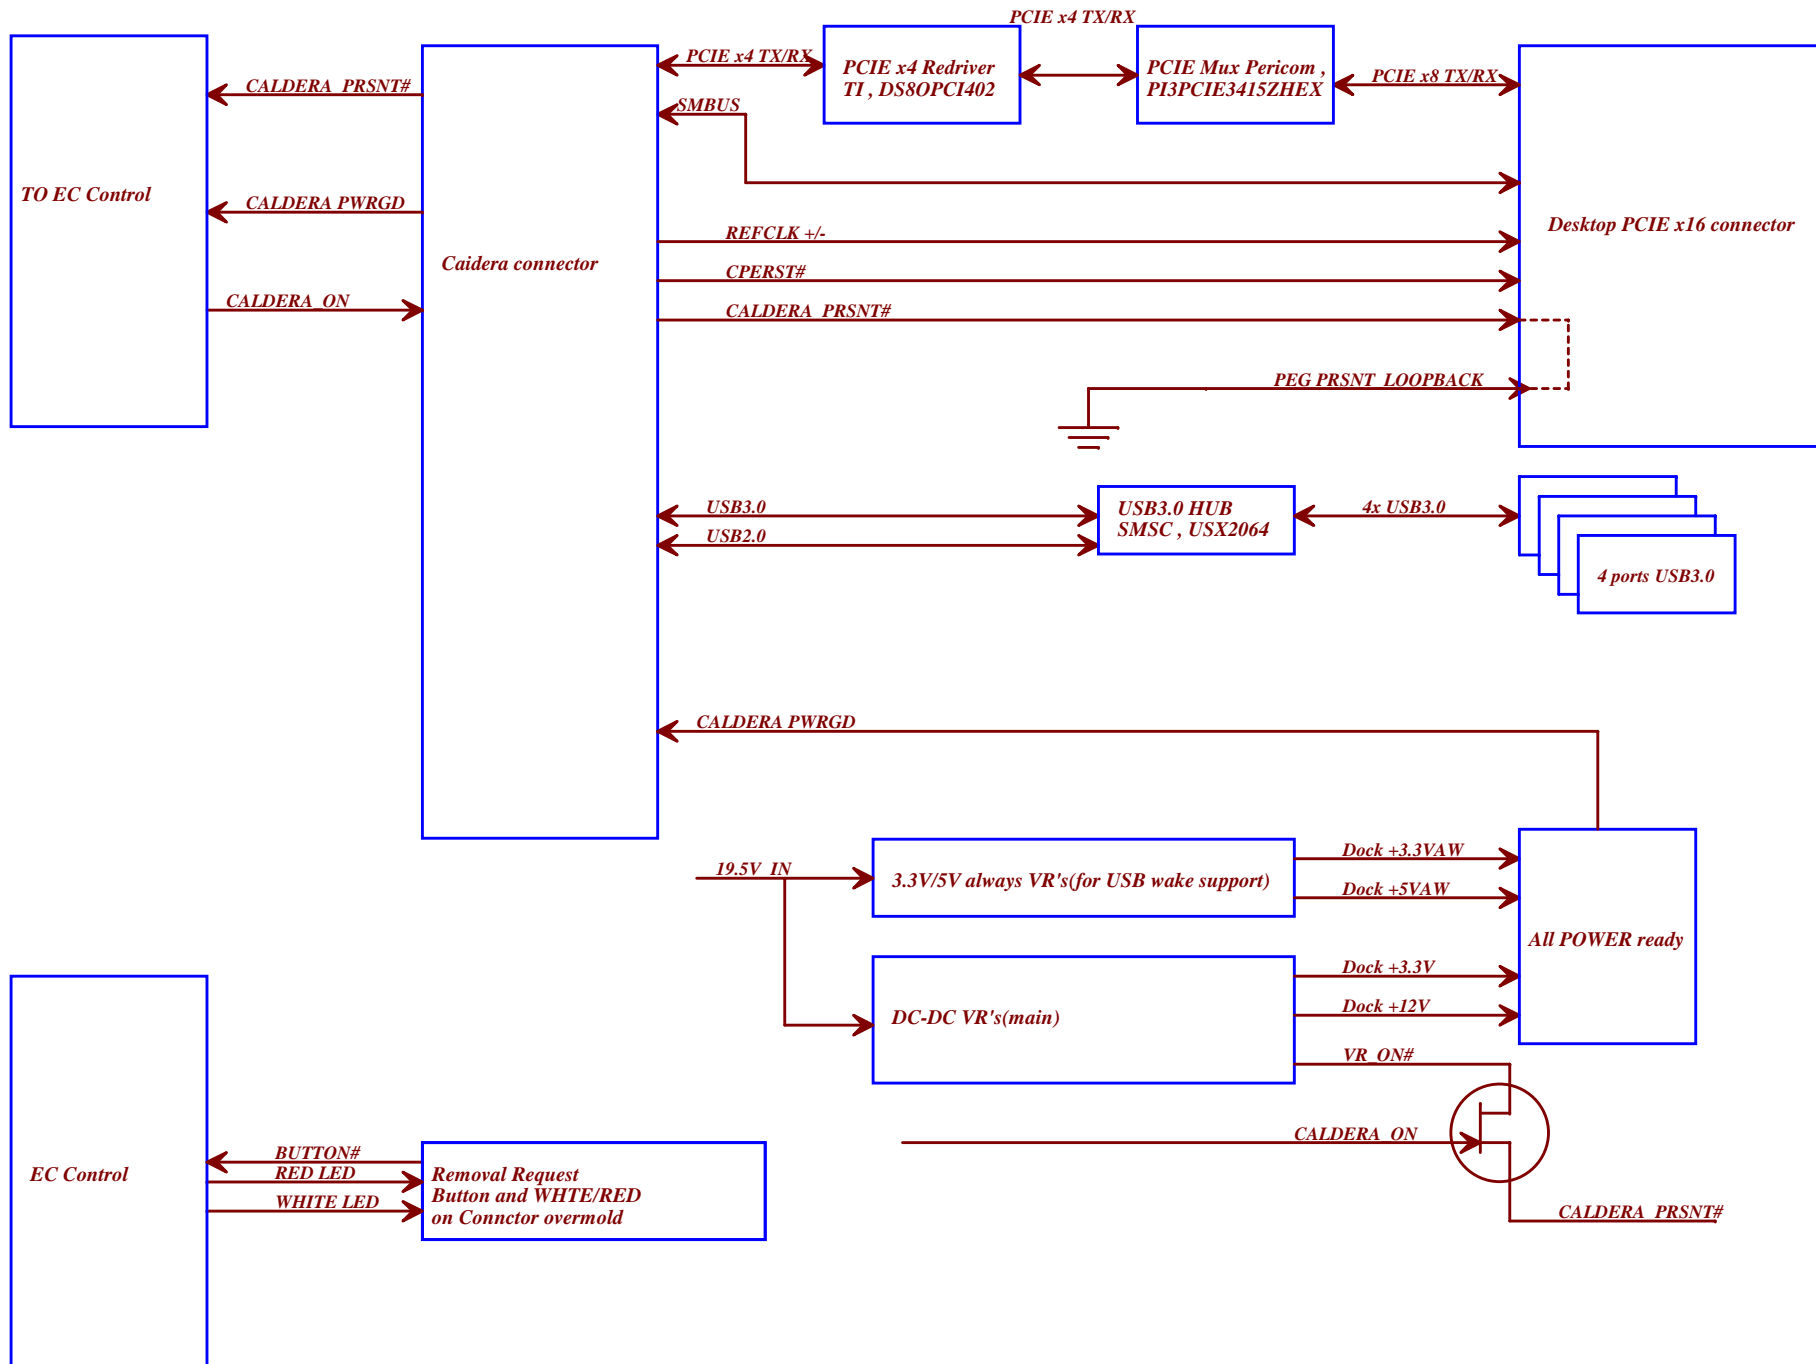 PCIE x4 TX/RX
PCIE x4 TX/RX
PCIE x4 Redriver
TI , DS8OPCI402
PCIE Mux Pericom ,
PI3PCIE3415ZHEX
PCIE x8 TX/RX
CALDERA_PRSNT#
SMBUS
TO EC Control
CALDERA PWRGD
Caidera connector
REFCLK +/-
Desktop PCIE x16 connector
CPERST#
CALDERA_ON
CALDERA_PRSNT#
PEG PRSNT_LOOPBACK
USB3.0
USB2.0
USB3.0 HUB
SMSC , USX2064
4x USB3.0
4 ports USB3.0
CALDERA PWRGD
19.5V_IN
3.3V/5V always VR's(for USB wake support)
Dock +3.3VAW
Dock +5VAW
All POWER ready
DC-DC VR's(main)
Dock +3.3V
Dock +12V
VR_ON#
CALDERA_ON
CALDERA_PRSNT#
EC Control
BUTTON#
RED LED
WHITE LED
Removal Request
Button and WHTE/RED
on Connctor overmold